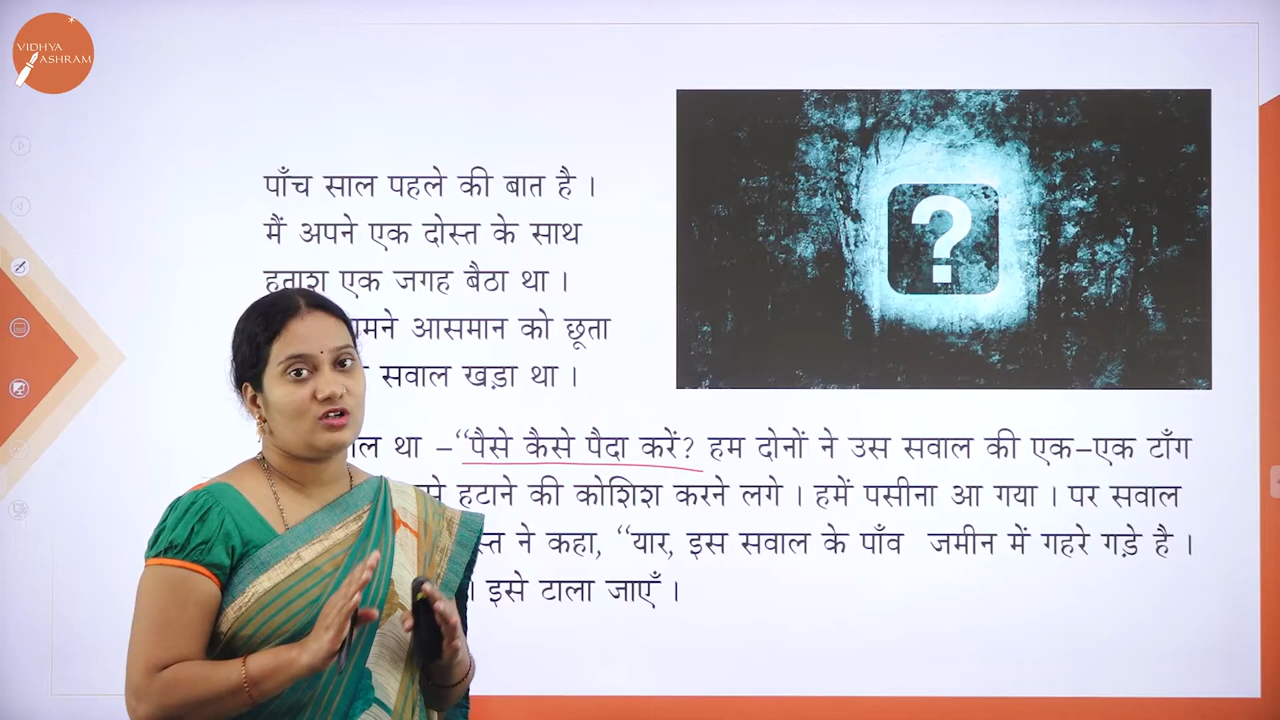 VIDHYA
ASHRAM
पाँच साल पहले की बात है ।
मैं अपने एक दोस्त के साथ
हताश एक जगह बैठा था ।
आसमान को छूता
सवाल खड़ा था ।
था –“पैसे कैसे पैदा करें? हम दोनों ने उस सवाल की एक–एक टाँग
हटाने की कोशिश करने लगे । हमें पसीना आ गया । पर सवाल
ने कहा, “यार, इस सवाल के पाँव जमीन में गहरे गड़े है ।
इसे टाला जाएँ ।
?